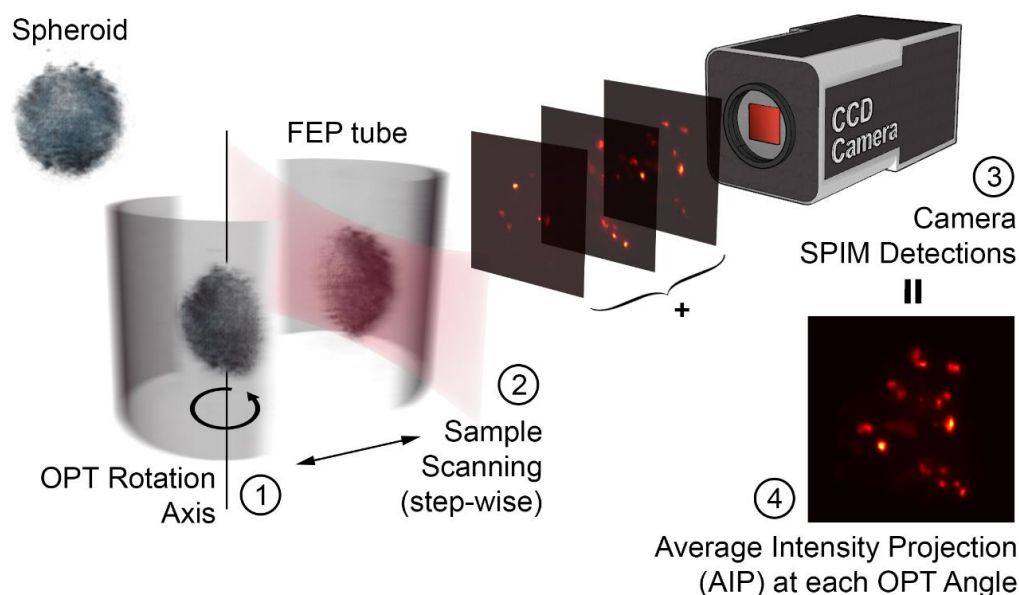 Spheroid
FEP tube
CCD
Camera
3
Camera
SPIM Detections
=
+
2
Sample
Scanning
(step-wise)
OPT Rotation
Axis
1
4
Average Intensity Projection
(AIP) at each OPT Angle